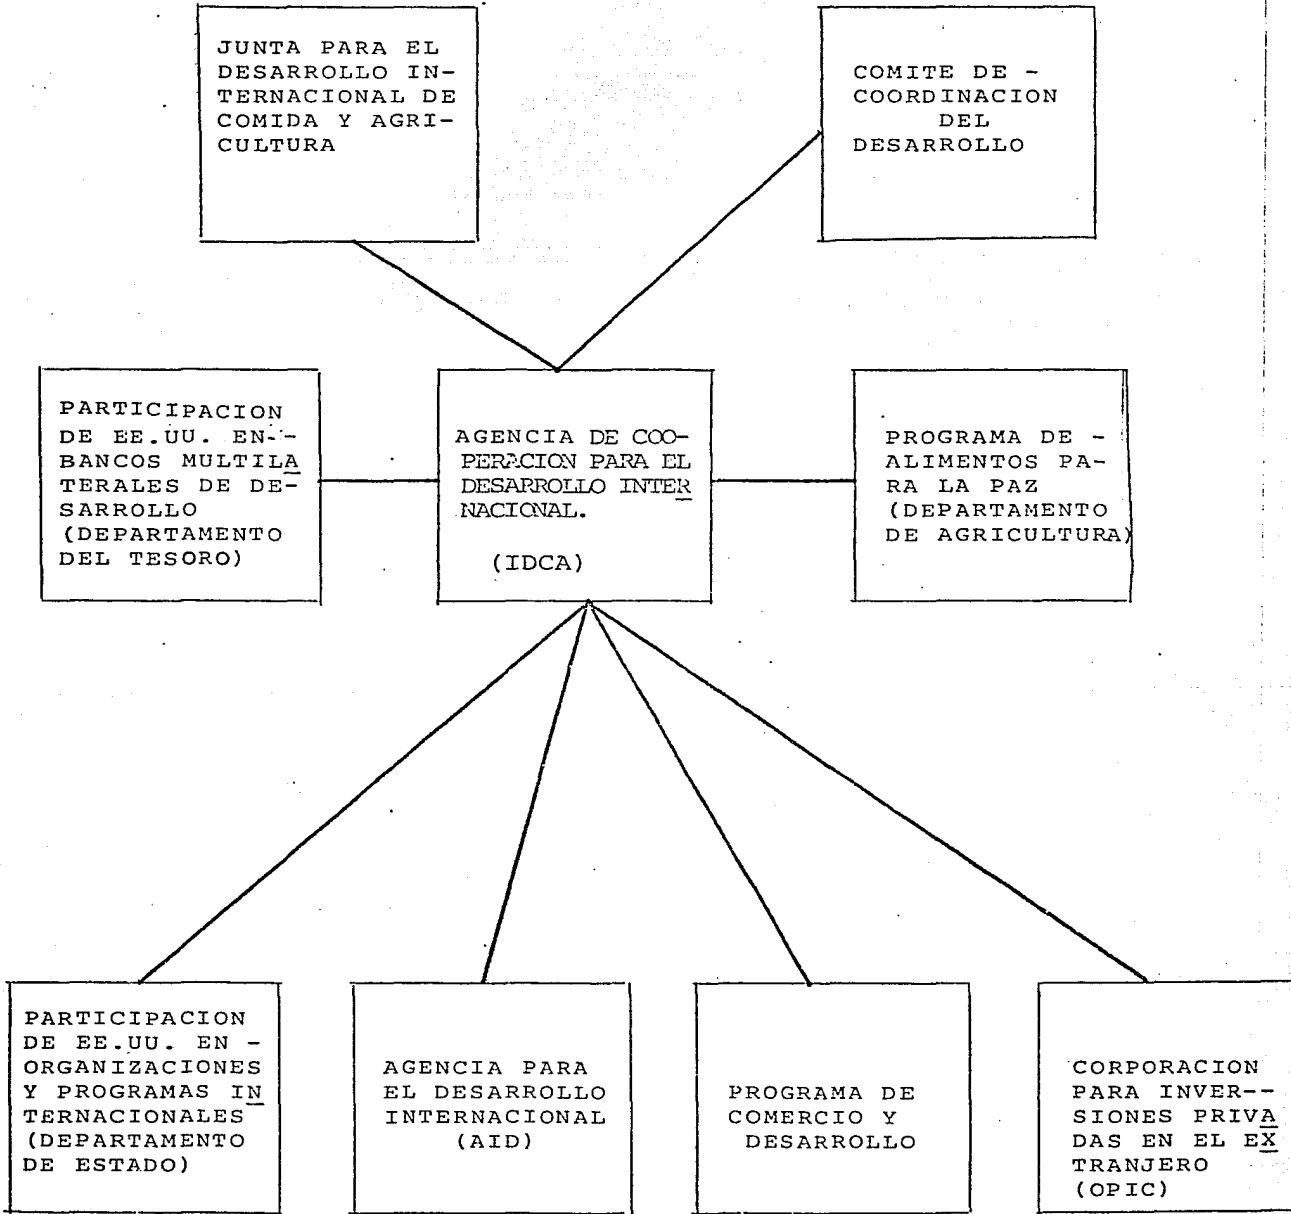 JUNTA PARA EL
DESARROLLO IN-
TERNACIONAL DE
COMIDA Y AGRI-
CULTURA
COMITE DE -
COORDINACION
DEL
DESARROLLO
PARTICIPACION
DE EE.UU. EN--
BANCOS MULTILA
TERALES DE DE-
SARROLLO
(DEPARTAMENTO
DEL TESORO)
AGENCIA DE COO-
PERACION PARA EL
DESARROLLO INTER
NACIONAL.
(IDCA)
PROGRAMA DE -
ALIMENTOS PA-
RA LA PAZ
(DEPARTAMENTO
DE AGRICULTURA)
PARTICIPACION
DE EE.UU. EN -
ORGANIZACIONES
Y PROGRAMAS IN
TERNACIONALES
(DEPARTAMENTO
DE ESTADO)
AGENCIA PARA
EL DESARROLLO
INTERNACIONAL
(AID)
PROGRAMA DE
COMERCIO Y
DESARROLLO
CORPORACION
PARA INVER--
SIONES PRIVA
DAS EN EL EX
TRANJERO
(OPIC)